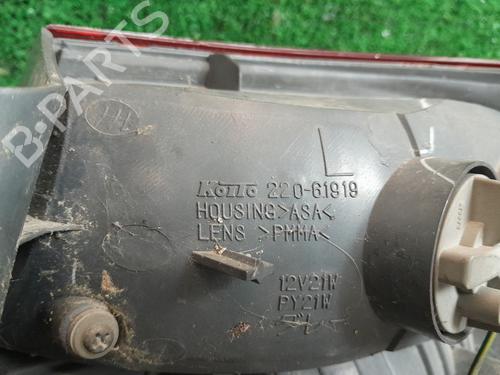 B-PARTS
L
KOITO 220-61919
HOUSING >ASA<
LENS >PMMA<
12V21W
PY21W